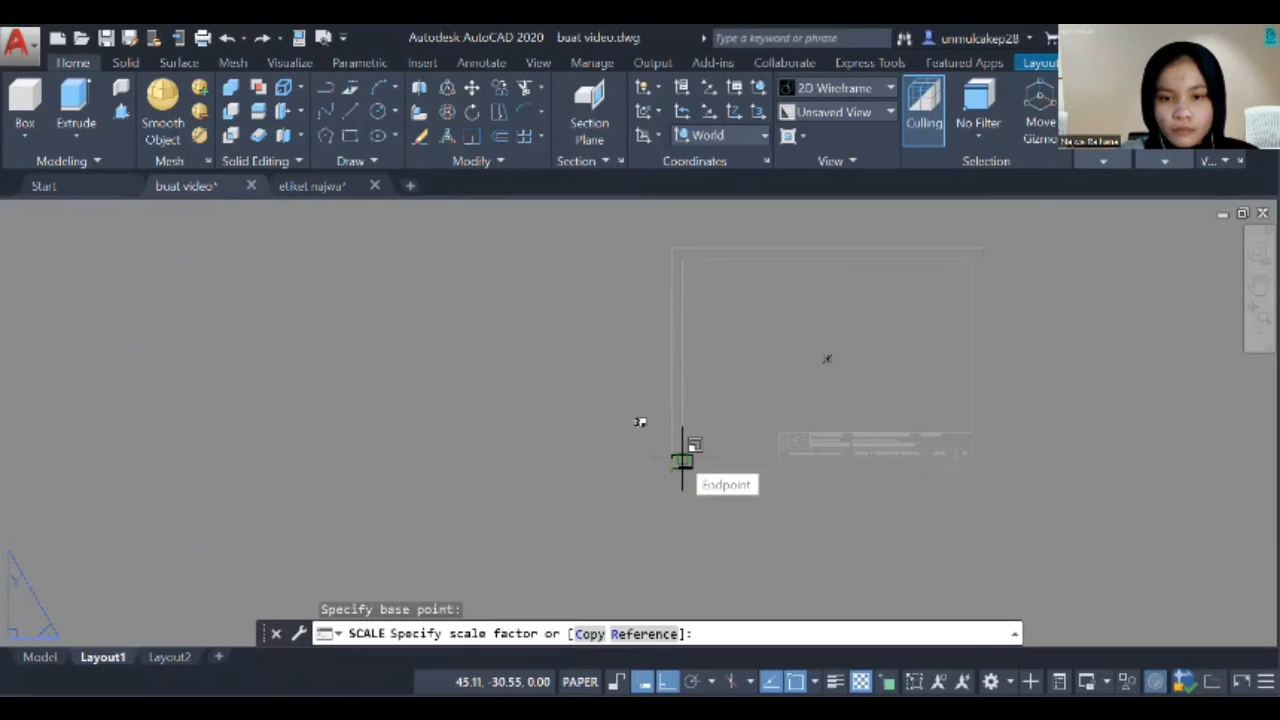 Autodesk AutoCAD 2020 buat video.dwg
Type a keyword or phrase
unmulcakep28
Home Solid Surface Mesh Visualize Parametric Insert Annotate View Manage Output Add-ins Collaborate Express Tools Featured Apps Layou
Box Extrude Smooth Object Section Plane World 2D Wireframe Unsaved View Culling No Filter Move Gizmo
Modeling Mesh Solid Editing Draw Modify Section Coordinates View Selection V...
Start buat video* etiket najwa*
Endpoint
Specify base point:
SCALE Specify scale factor or [Copy Reference]:
Model Layout1 Layout2
45.11, -30.55, 0.00 PAPER